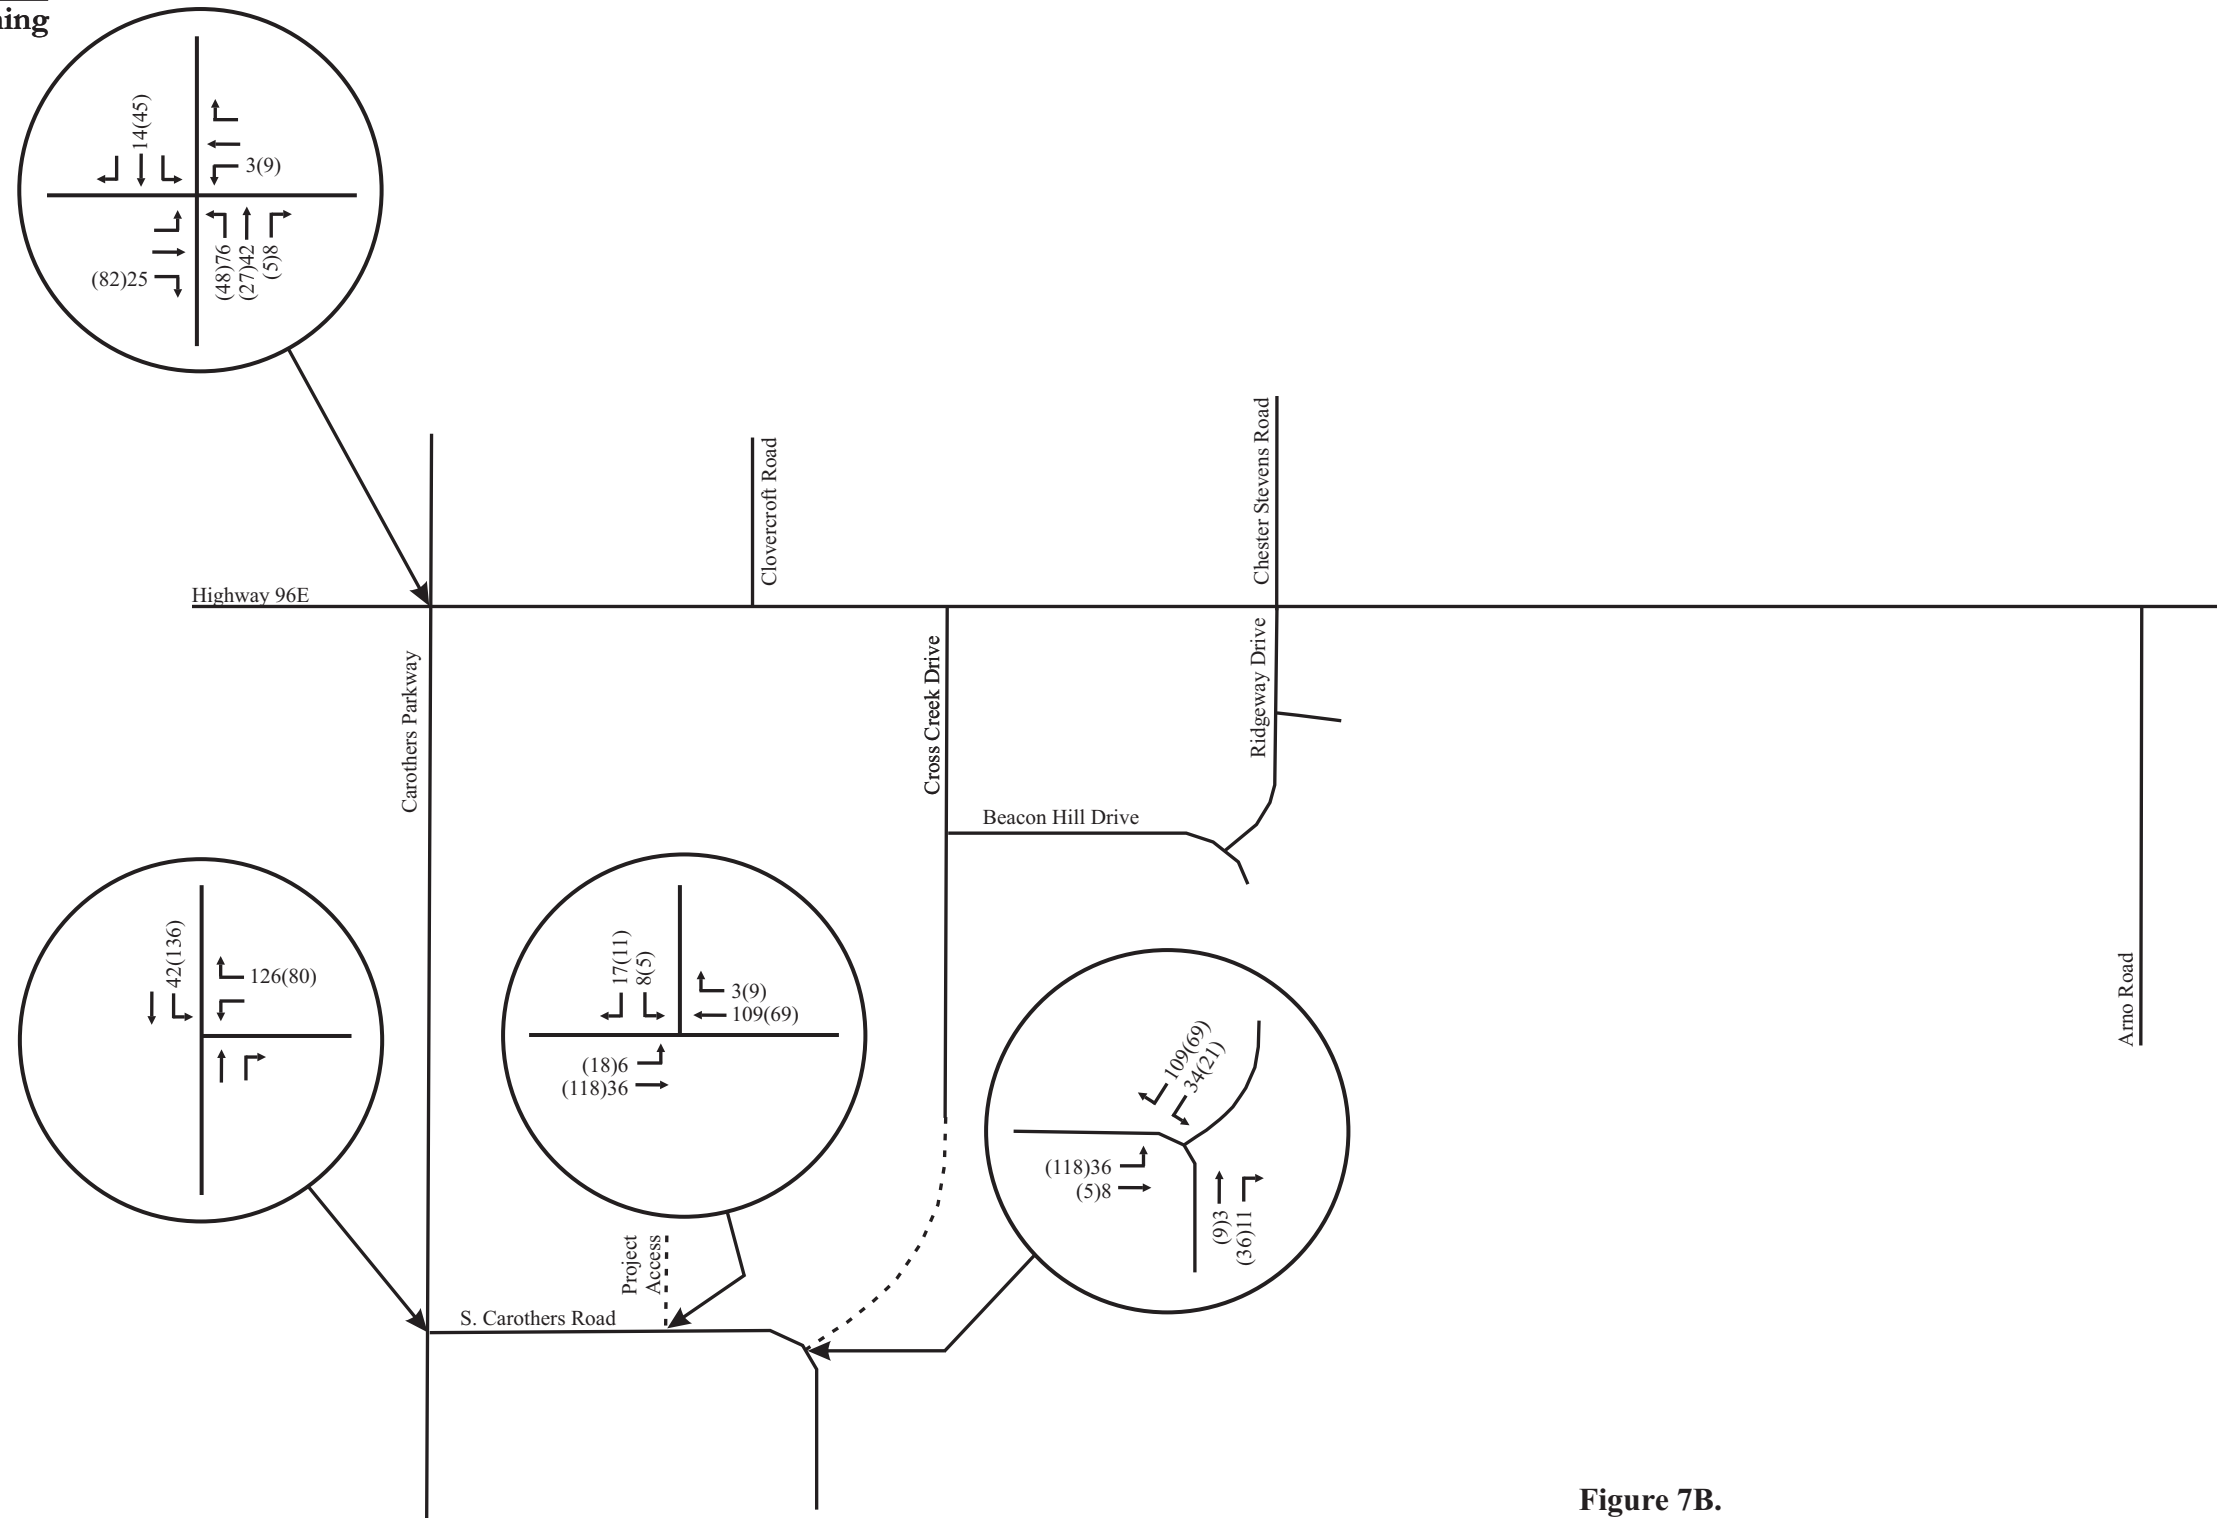 14(45)
3(9)
(82)25
(48)76
(27)42
(5)8
Clovercroft Road
Chester Stevens Road
Highway 96E
Carothers Parkway
Cross Creek Drive
Ridgeway Drive
Beacon Hill Drive
Arno Road
42(136)
126(80)
17(11)
8(5)
3(9)
109(69)
(18)6
(118)36
109(69)
34(21)
(118)36
(5)8
(9)3
(36)11
Project
Access
S. Carothers Road
Figure 7B.